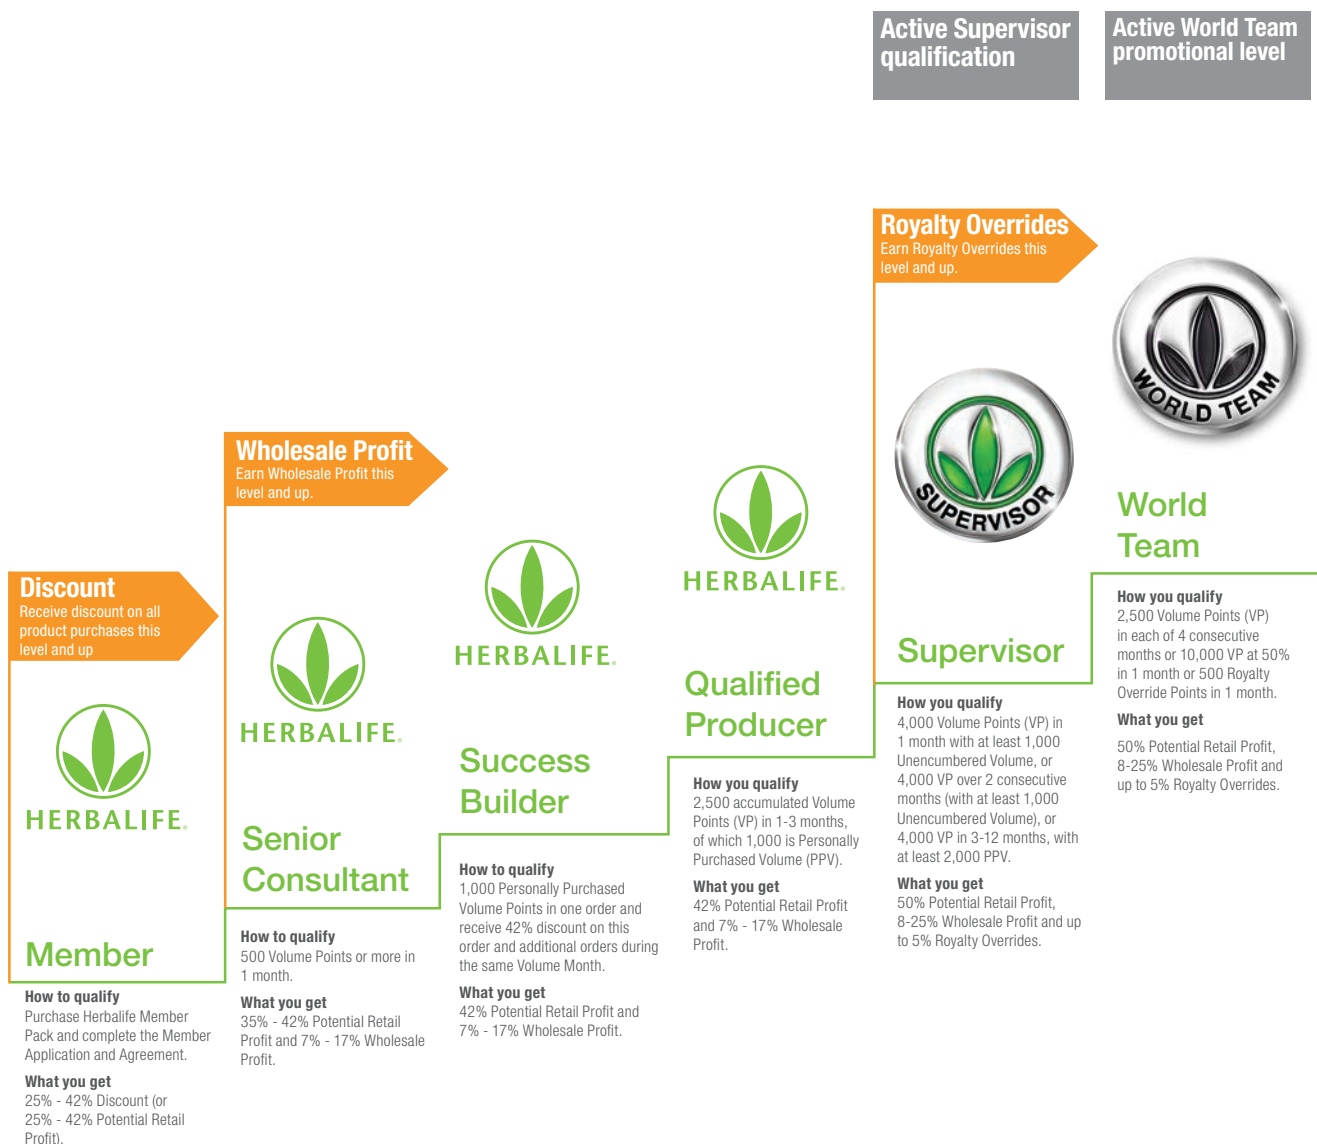 Active Supervisor
qualification
Active World Team
promotional level
Discount
Receive discount on all
product purchases this
level and up
HERBALIFE.
Member
How to qualify
Purchase Herbalife Member
Pack and complete the Member
Application and Agreement.
What you get
25% - 42% Discount (or
25% - 42% Potential Retail
Profit).
Wholesale Profit
Earn Wholesale Profit this
level and up.
HERBALIFE.
Senior
Consultant
How to qualify
500 Volume Points or more in
1 month.
What you get
35% - 42% Potential Retail
Profit and 7% - 17% Wholesale
Profit.
HERBALIFE.
Success
Builder
How to qualify
1,000 Personally Purchased
Volume Points in one order and
receive 42% discount on this
order and additional orders during
the same Volume Month.
What you get
42% Potential Retail Profit and
7% - 17% Wholesale Profit.
HERBALIFE®
Qualified
Producer
How you qualify
2,500 accumulated Volume
Points (VP) in 1-3 months,
of which 1,000 is Personally
Purchased Volume (PPV).
What you get
42% Potential Retail Profit
and 7% - 17% Wholesale
Profit.
Royalty Overrides
Earn Royalty Overrides this
level and up.
SUPERVISOR
Supervisor
How you qualify
4,000 Volume Points (VP) in
1 month with at least 1,000
Unencumbered Volume, or
4,000 VP over 2 consecutive
months (with at least 1,000
Unencumbered Volume), or
4,000 VP in 3-12 months, with
at least 2,000 PPV.
What you get
50% Potential Retail Profit,
8-25% Wholesale Profit and up
to 5% Royalty Overrides.
WORLD TEAM
World
Team
How you qualify
2,500 Volume Points (VP)
in each of 4 consecutive
months or 10,000 VP at 50%
in 1 month or 500 Royalty
Override Points in 1 month.
What you get
50% Potential Retail Profit,
8-25% Wholesale Profit and
up to 5% Royalty Overrides.